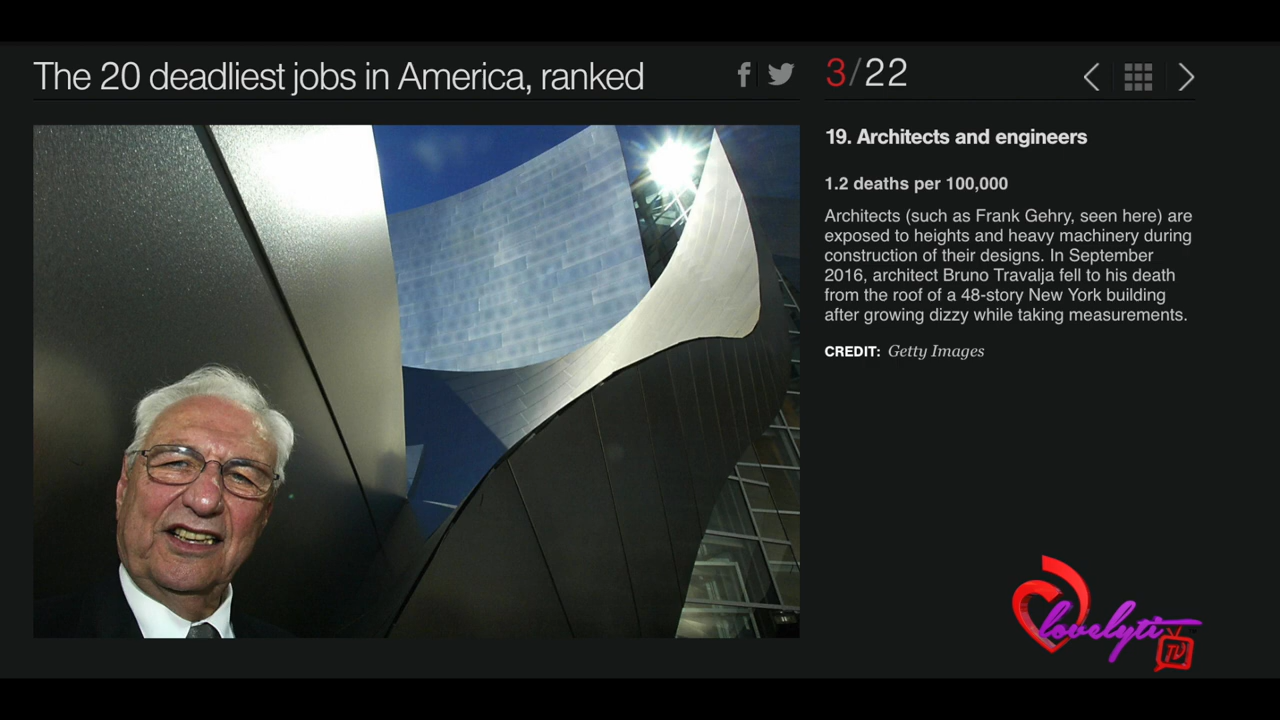 The 20 deadliest jobs in America, ranked
3/22
19. Architects and engineers
1.2 deaths per 100,000
Architects (such as Frank Gehry, seen here) are
exposed to heights and heavy machinery during
construction of their designs. In September
2016, architect Bruno Travalja fell to his death
from the roof of a 48-story New York building
after growing dizzy while taking measurements.
CREDIT: Getty Images
lovelyti
TV